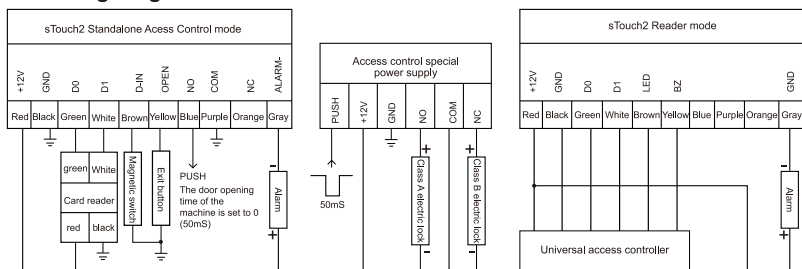 sTouch2 Standalone Acess Control mode
+12V GND D0 D1 D-IN OPEN NO COM NC ALARM-
Red Black Green White Brown Yellow Blue Purple Orange Gray
green White
Card reader
red black
Magnetic switch
Exit button
PUSH
The door opening
time of the
machine is set to 0
(50mS)
-
Alarm
+
Access control special
power supply
PUSH +12V GND NO COM NC
50mS
+
Class A electric lock
-
+
Class B electric lock
-
sTouch2 Reader mode
+12V GND D0 D1 LED BZ GND
Red Black Green White Brown Yellow Blue Purple Orange Gray
-
Alarm
+
Universal access controller